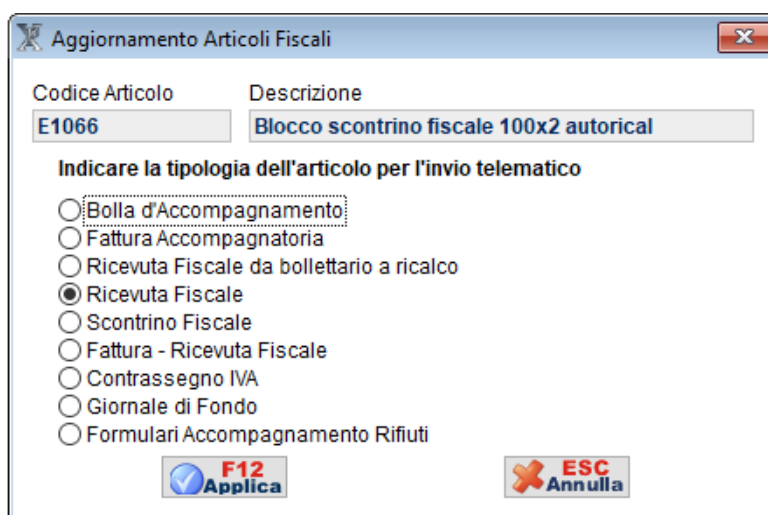 Aggiornamento Articoli Fiscali
Codice Articolo Descrizione
E1066 Blocco scontrino fiscale 100x2 autorical
Indicare la tipologia dell'articolo per l'invio telematico
Bolla d'Accompagnamento
Fattura Accompagnatoria
Ricevuta Fiscale da bollettario a ricalco
Ricevuta Fiscale
Scontrino Fiscale
Fattura - Ricevuta Fiscale
Contrassegno IVA
Giornale di Fondo
Formulari Accompagnamento Rifiuti
F12 ESC
Applica Annulla